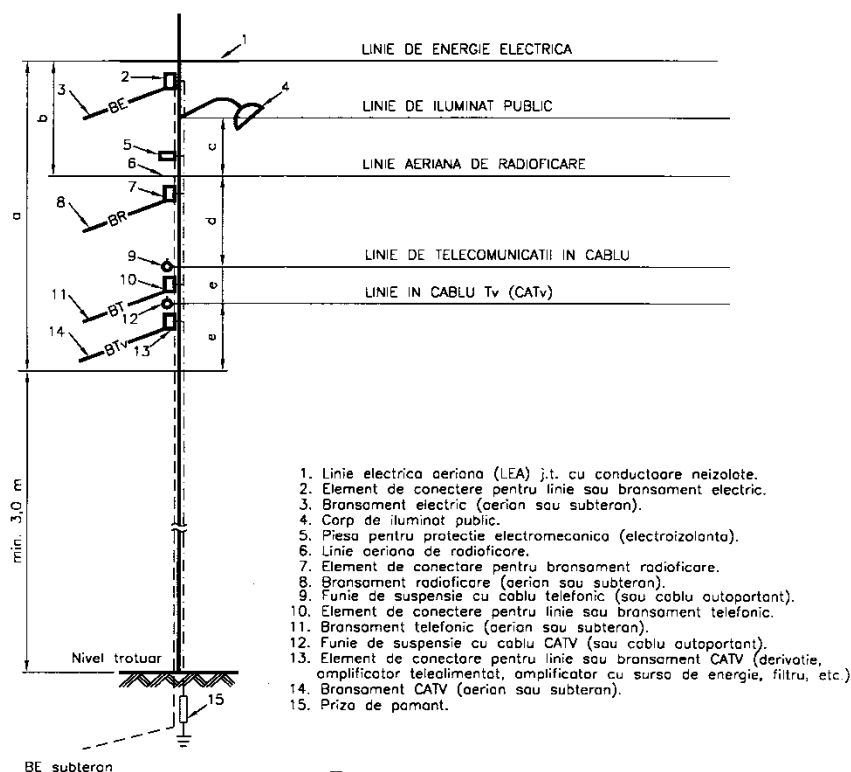 1
LINIE DE ENERGIE ELECTRICA
2
3
BE
4
LINIE DE ILUMINAT PUBLIC
b
c
5
6
LINIE AERIANA DE RADIOFICARE
7
8
BR
a
d
9
LINIE DE TELECOMUNICATII IN CABLU
10
e
11
BT
12
LINIE IN CABLU Tv (CATv)
14
BTv
13
e
min. 3,0 m
1. Linie electrica aeriana (LEA) j.t. cu conductoare neizolate.
2. Element de conectere pentru linie sau bransament electric.
3. Bransament electric (aerian sau subteran).
4. Corp de iluminat public.
5. Piesa pentru protectie electromecanica (electroizolanta).
6. Linie aeriana de radioficare.
7. Element de conectare pentru bransament radioficare.
8. Bransament radioficare (aerian sau subteran).
9. Funie de suspensie cu cablu telefonic (sau cablu autoportant).
10. Element de conectere pentru linie sau bransament telefonic.
11. Bransament telefonic (aerian sau subteran).
12. Funie de suspensie cu cablu CATV (sau cablu autoportant).
13. Element de conectare pentru linie sau bransament CATV (derivatie,
amplificator telealimentat, amplificator cu sursa de energie, filtru, etc.)
14. Bransament CATV (aerian sau subteran).
15. Priza de pamant.
Nivel trotuar
15
BE subteran